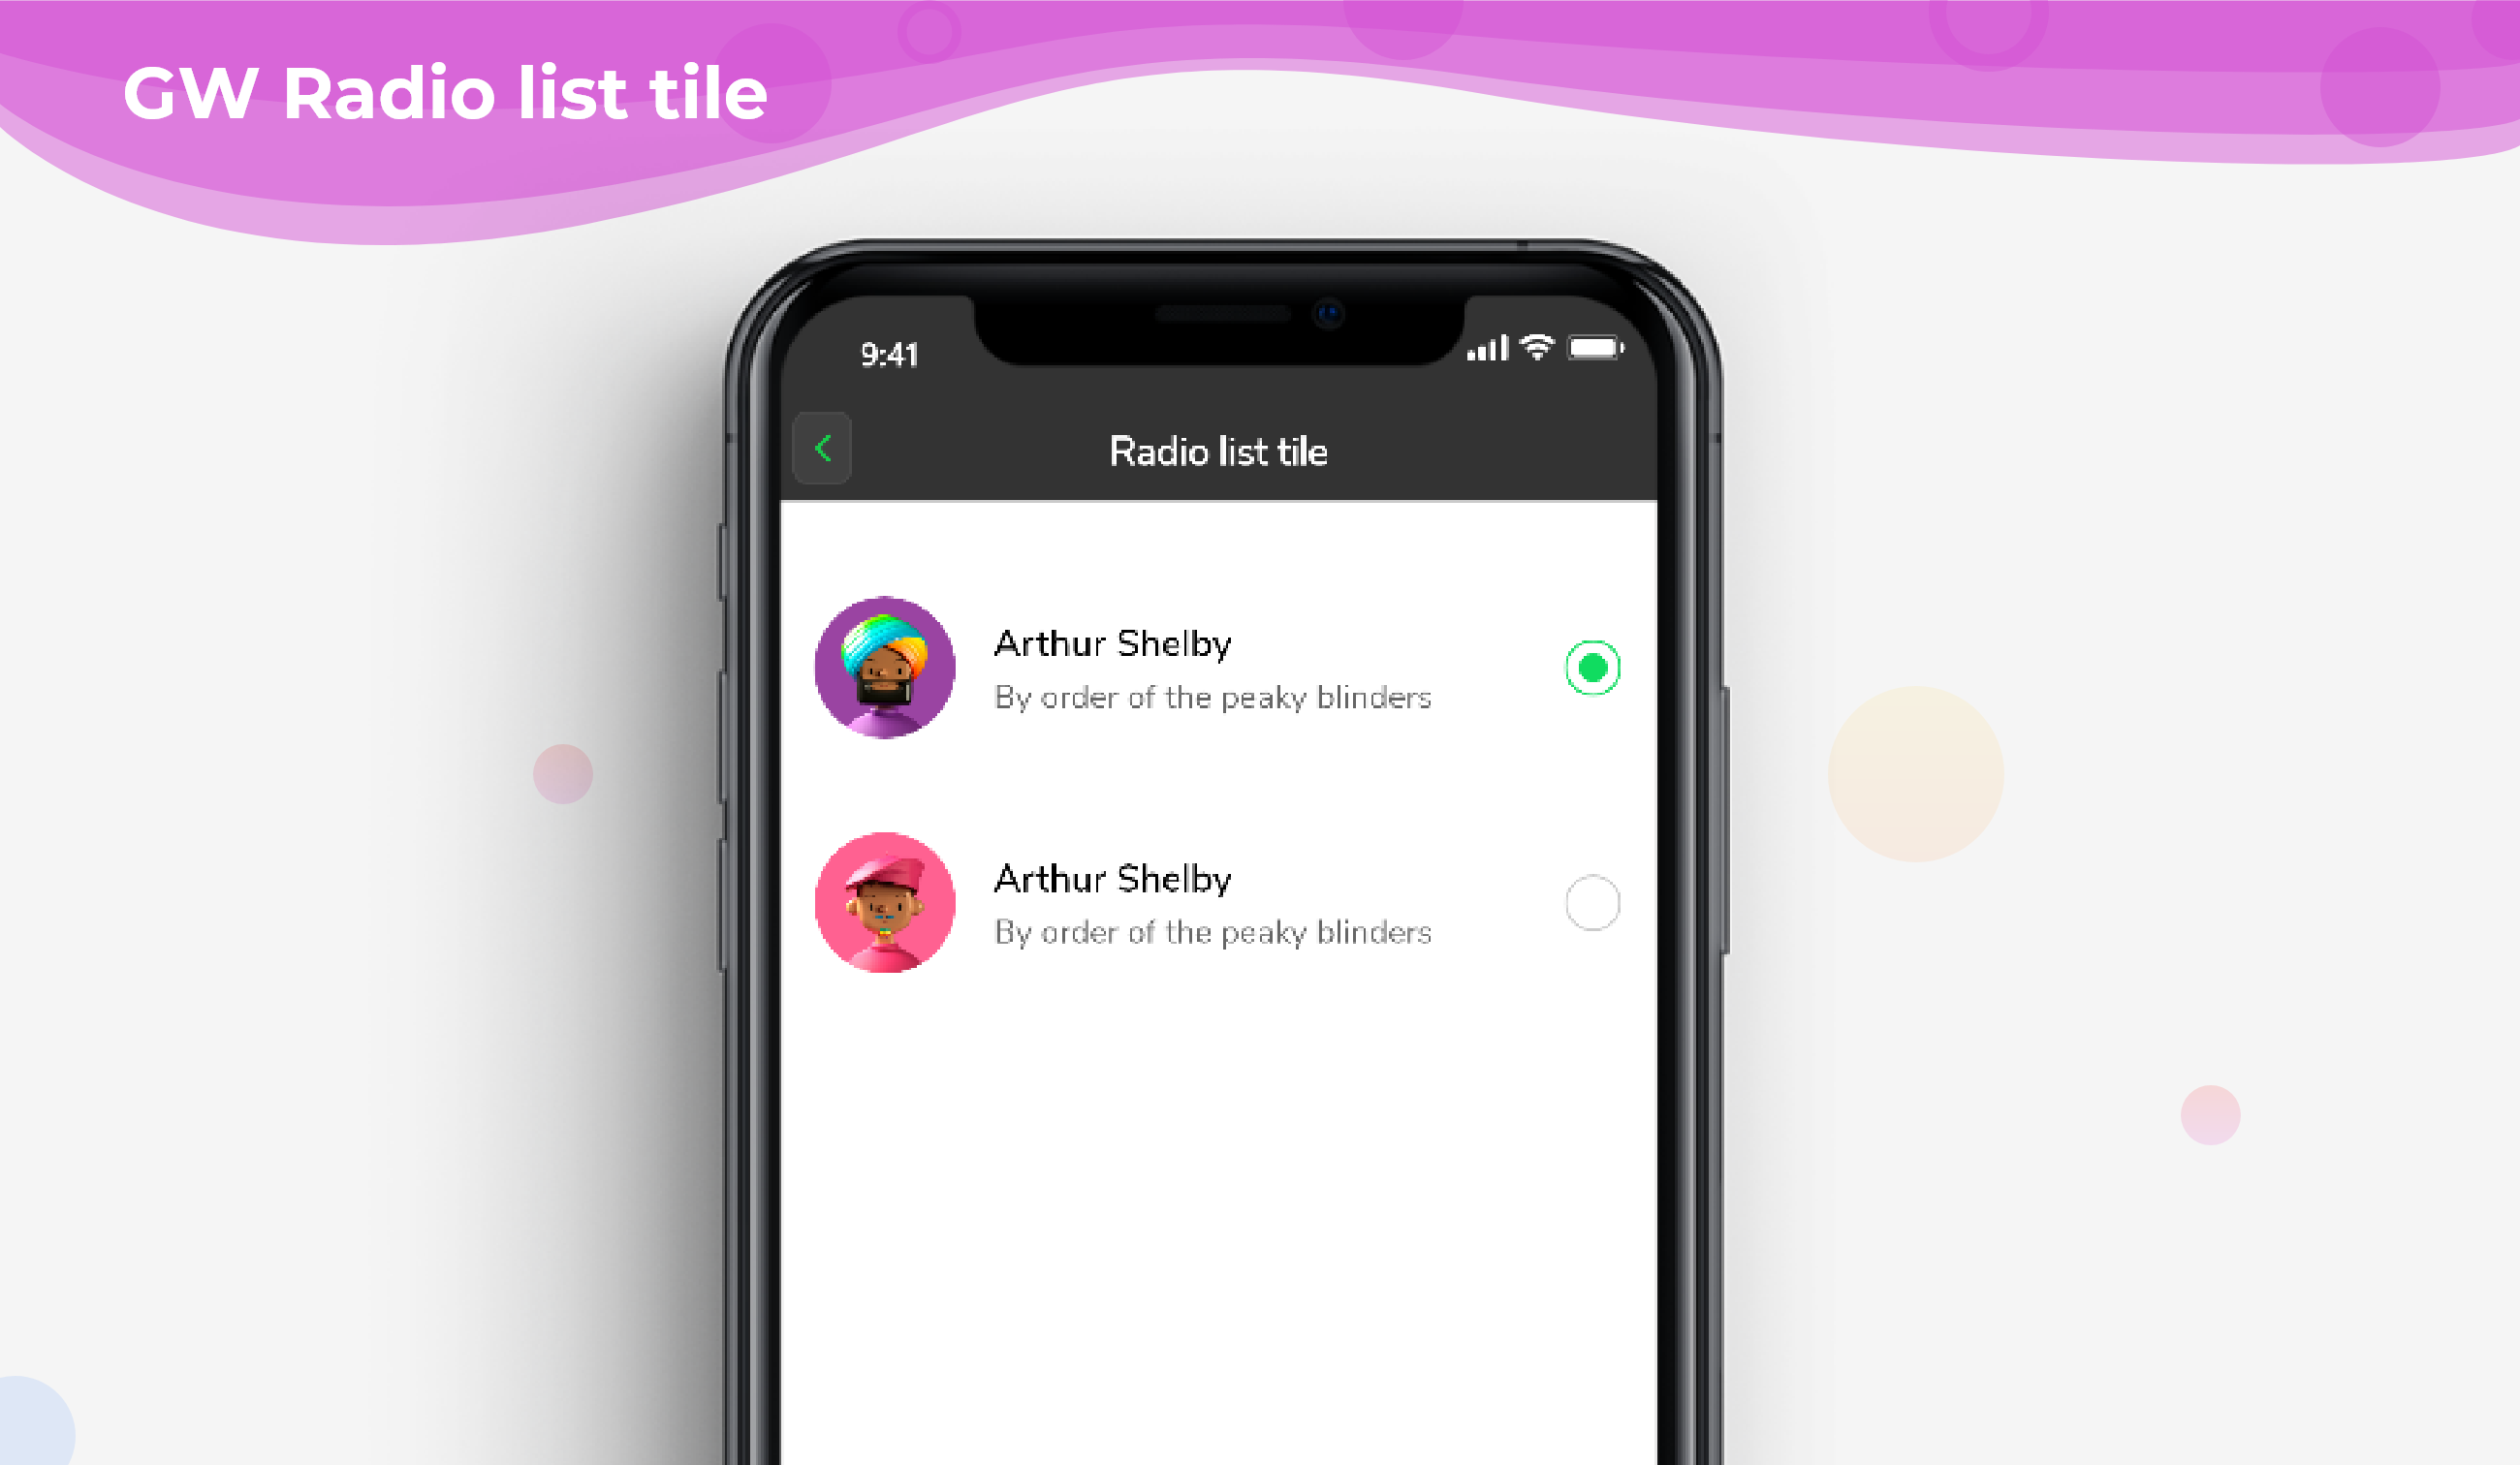 GW Radio list tile
9:41
Radio list tile
Arthur Shelby
By order of the peaky blinders
Arthur Shelby
By order of the peaky blinders